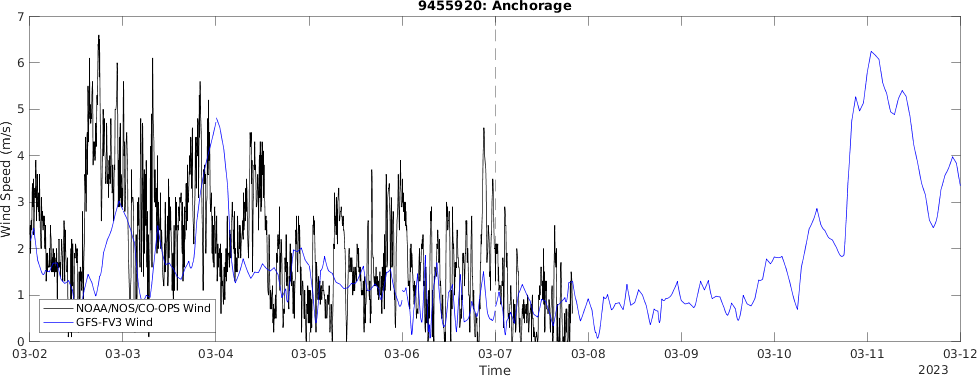 9455920: Anchorage
7
6
5
4
3
2
1
0
Wind Speed (m/s)
NOAA/NOS/CO-OPS Wind
GFS-FV3 Wind
03-02 03-03 03-04 03-05 03-06 03-07 03-08 03-09 03-10 03-11 03-12
Time
2023